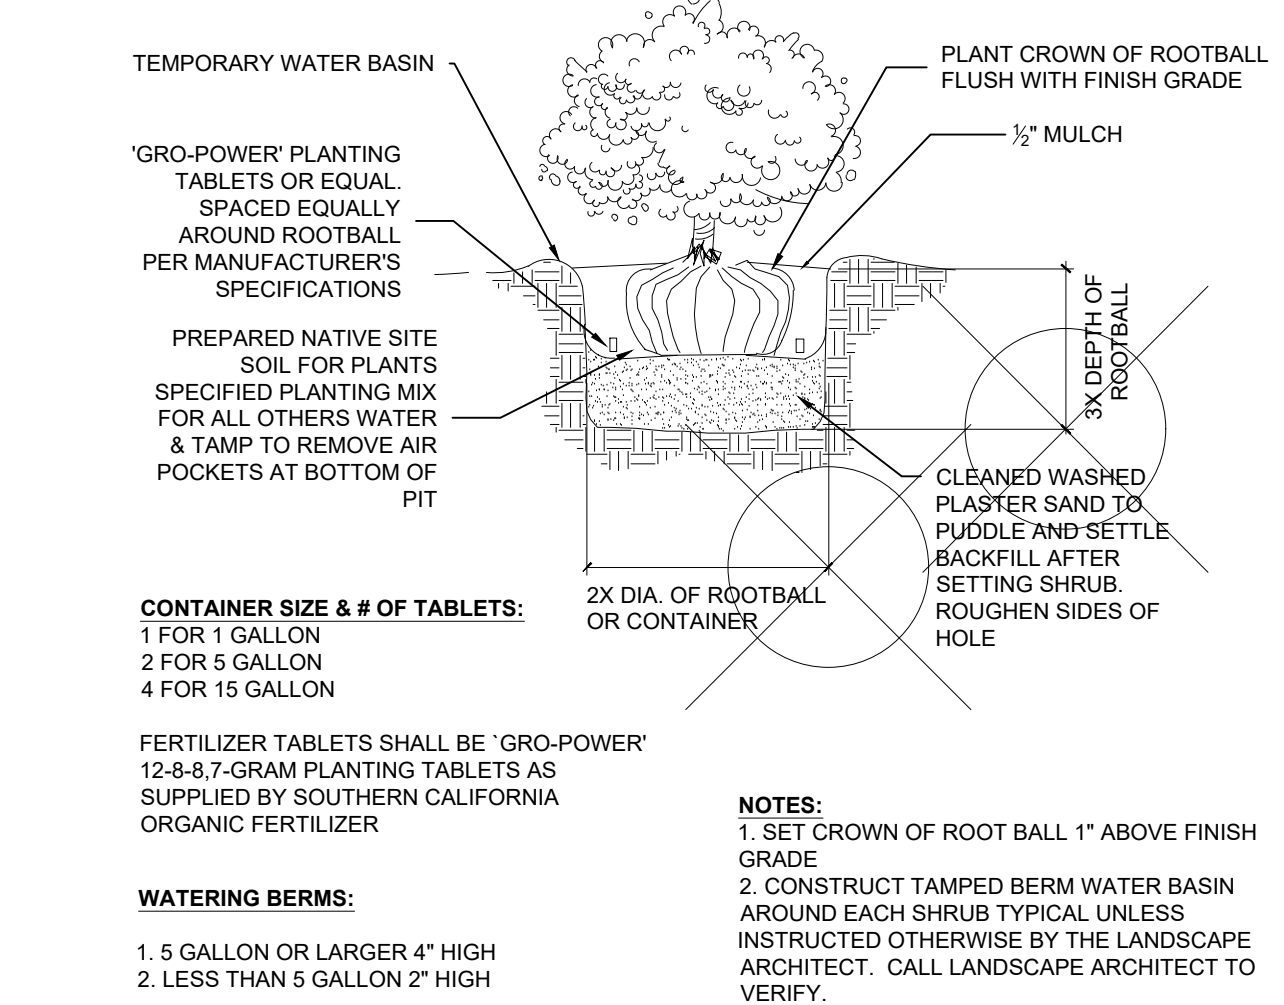 TEMPORARY WATER BASIN
'GRO-POWER' PLANTING
TABLETS OR EQUAL.
SPACED EQUALLY
AROUND ROOTBALL
PER MANUFACTURER'S
SPECIFICATIONS
PREPARED NATIVE SITE
SOIL FOR PLANTS
SPECIFIED PLANTING MIX
FOR ALL OTHERS WATER
& TAMP TO REMOVE AIR
POCKETS AT BOTTOM OF
PIT
PLANT CROWN OF ROOTBALL
FLUSH WITH FINISH GRADE
½" MULCH
3X DEPTH OF
ROOTBALL
CLEANED WASHED
PLASTER SAND TO
PUDDLE AND SETTLE
BACKFILL AFTER
SETTING SHRUB.
ROUGHEN SIDES OF
HOLE
2X DIA. OF ROOTBALL
OR CONTAINER
CONTAINER SIZE & # OF TABLETS:
1 FOR 1 GALLON
2 FOR 5 GALLON
4 FOR 15 GALLON
FERTILIZER TABLETS SHALL BE `GRO-POWER'
12-8-8,7-GRAM PLANTING TABLETS AS
SUPPLIED BY SOUTHERN CALIFORNIA
ORGANIC FERTILIZER
WATERING BERMS:
1. 5 GALLON OR LARGER 4" HIGH
2. LESS THAN 5 GALLON 2" HIGH
NOTES:
1. SET CROWN OF ROOT BALL 1" ABOVE FINISH
GRADE
2. CONSTRUCT TAMPED BERM WATER BASIN
AROUND EACH SHRUB TYPICAL UNLESS
INSTRUCTED OTHERWISE BY THE LANDSCAPE
ARCHITECT. CALL LANDSCAPE ARCHITECT TO
VERIFY.